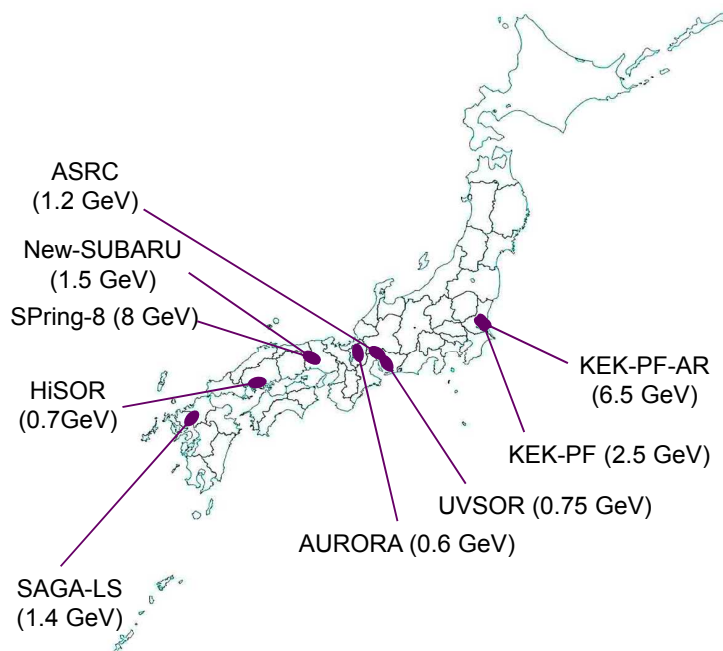 ASRC
(1.2 GeV)
New-SUBARU
(1.5 GeV)
SPring-8 (8 GeV)
HiSOR
(0.7GeV)
SAGA-LS
(1.4 GeV)
KEK-PF-AR
(6.5 GeV)
KEK-PF (2.5 GeV)
UVSOR (0.75 GeV)
AURORA (0.6 GeV)